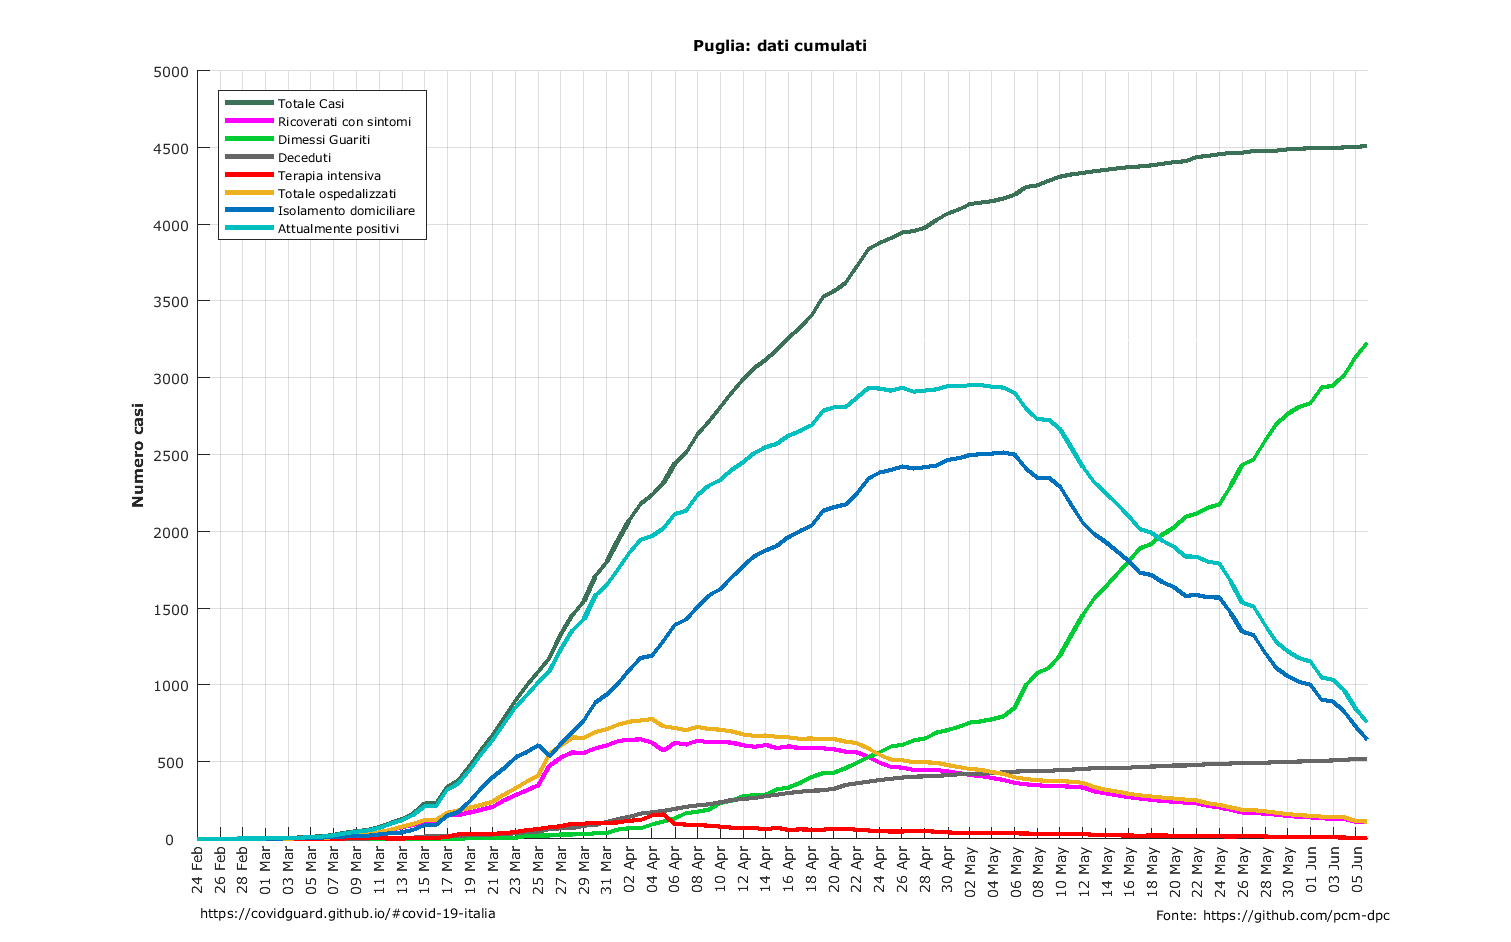 Puglia: dati cumulati
5000
4500
4000
3500
3000
2500
2000
1500
1000
500
0
Numero casi
Totale Casi
Ricoverati con sintomi
Dimessi Guariti
Deceduti
Terapia intensiva
Totale ospedalizzati
Isolamento domiciliare
Attualmente positivi
24 Feb
26 Feb
28 Feb
01 Mar
03 Mar
05 Mar
07 Mar
09 Mar
11 Mar
13 Mar
15 Mar
17 Mar
19 Mar
21 Mar
23 Mar
25 Mar
27 Mar
29 Mar
31 Mar
02 Apr
04 Apr
06 Apr
08 Apr
10 Apr
12 Apr
14 Apr
16 Apr
18 Apr
20 Apr
22 Apr
24 Apr
26 Apr
28 Apr
30 Apr
02 May
04 May
06 May
08 May
10 May
12 May
14 May
16 May
18 May
20 May
22 May
24 May
26 May
28 May
30 May
01 Jun
03 Jun
05 Jun
https://covidguard.github.io/#covid-19-italia
Fonte: https://github.com/pcm-dpc